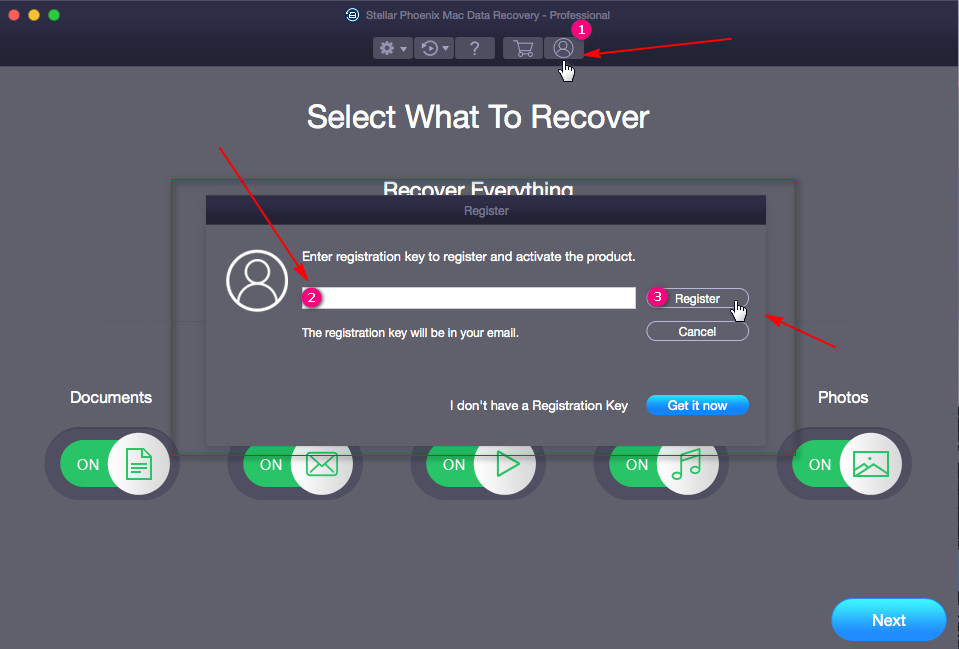 Stellar Phoenix Mac Data Recovery - Professional
1
?
Select What To Recover
Recover Everything
Register
Enter registration key to register and activate the product.
2
3 Register
The registration key will be in your email.
Cancel
I don't have a Registration Key Get it now
Documents Photos
ON ON ON ON ON
Next